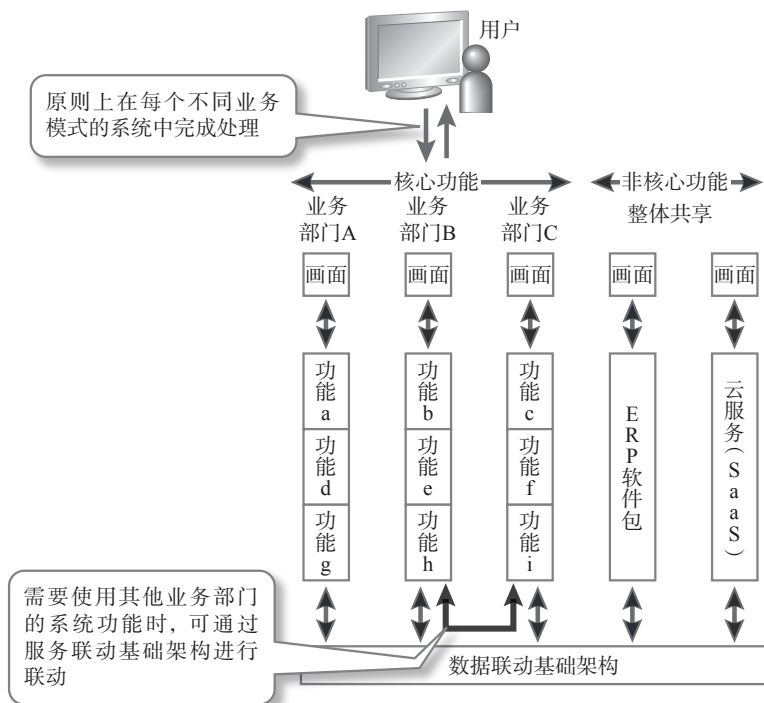 用户
原则上在每个不同业务
模式的系统中完成处理
核心功能
非核心功能
业务
部门A
业务
部门B
业务
部门C
整体共享
画面
画面
画面
画面
画面
功能a
功能b
功能c
ERP软件包
云服务(SaaS)
功能d
功能e
功能f
功能g
功能h
功能i
需要使用其他业务部门
的系统功能时，可通过
服务联动基础架构进行
联动
数据联动基础架构